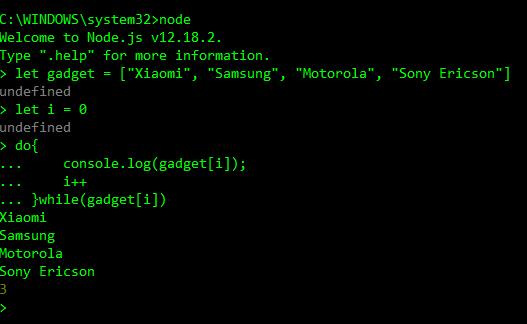 C:\WINDOWS\system32>node
Welcome to Node.js v12.18.2.
Type ".help" for more information.
> let gadget = ["Xiaomi", "Samsung", "Motorola", "Sony Ericson"]
undefined
> let i = 0
undefined
> do{
...     console.log(gadget[i]);
...     i++
... }while(gadget[i])
Xiaomi
Samsung
Motorola
Sony Ericson
3
>